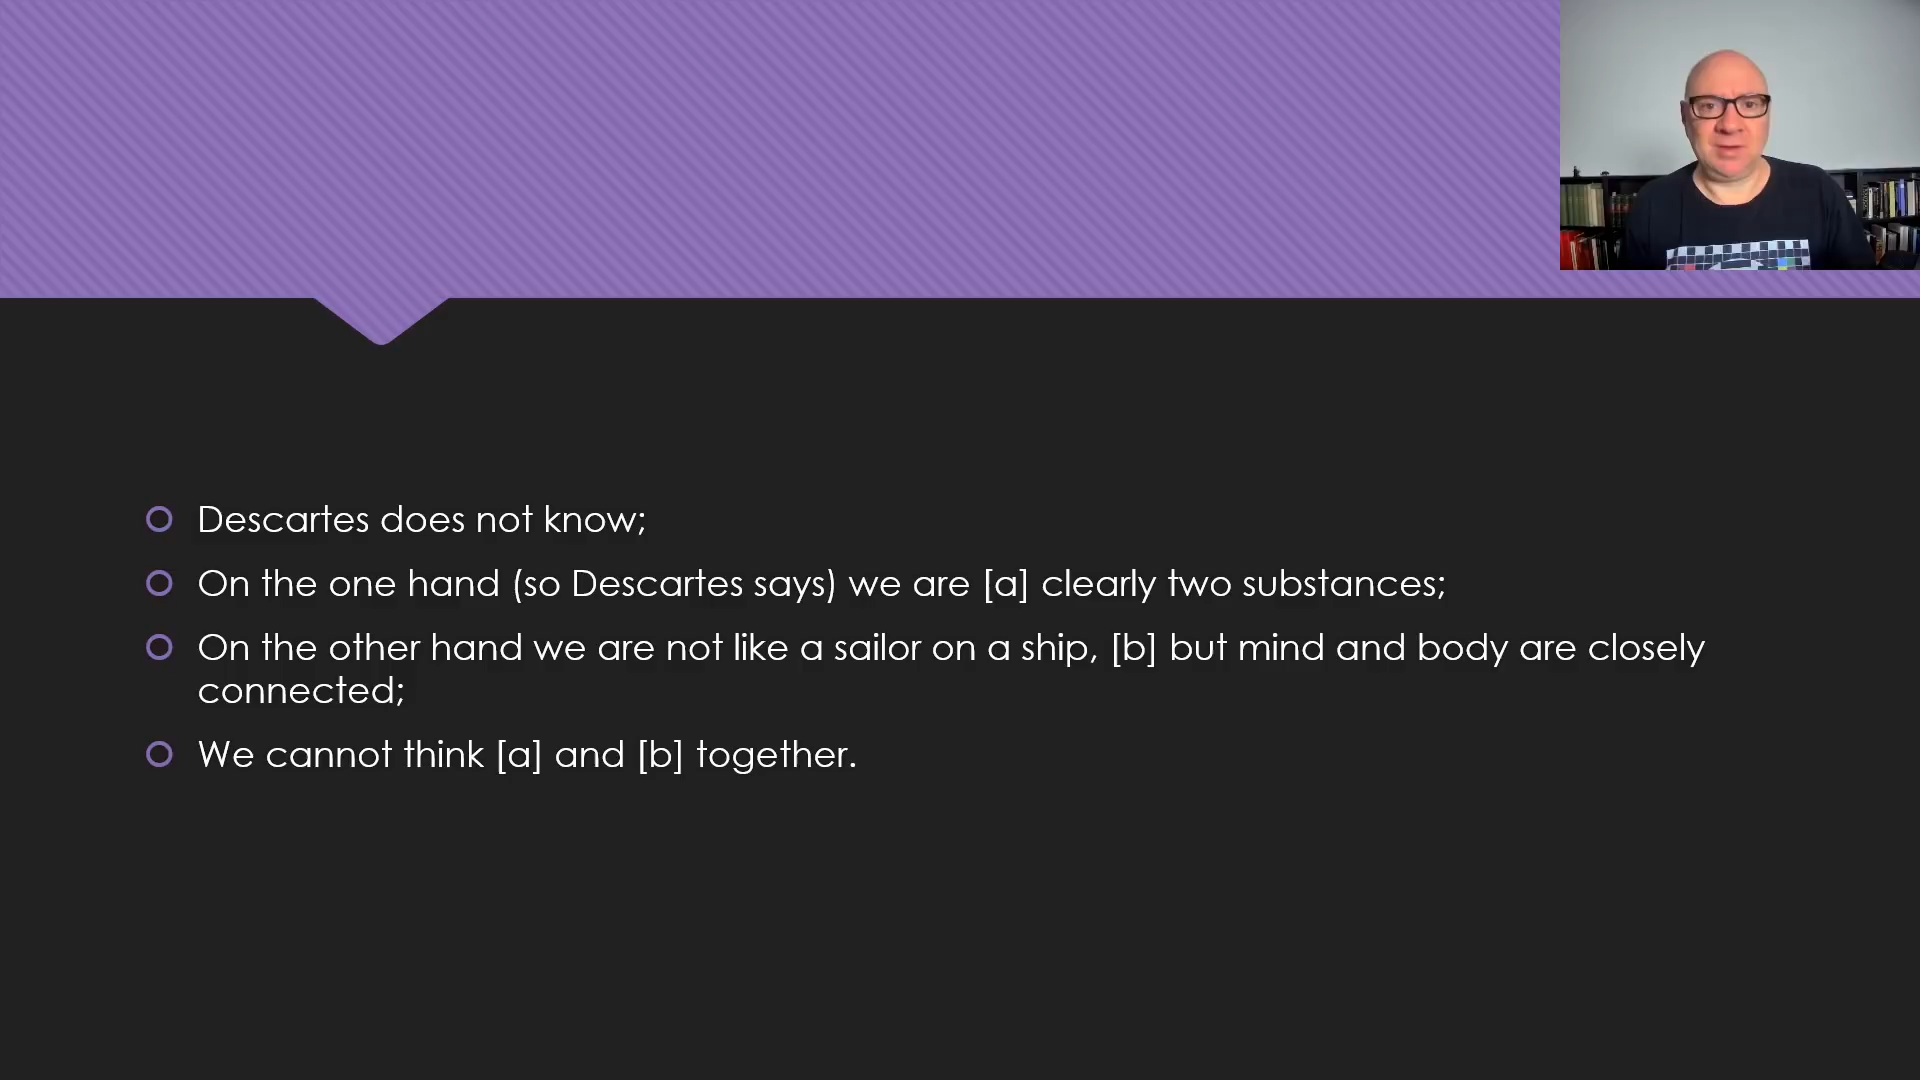 Descartes does not know;
On the one hand (so Descartes says) we are [a] clearly two substances;
On the other hand we are not like a sailor on a ship, [b] but mind and body are closely
connected;
We cannot think [a] and [b] together.